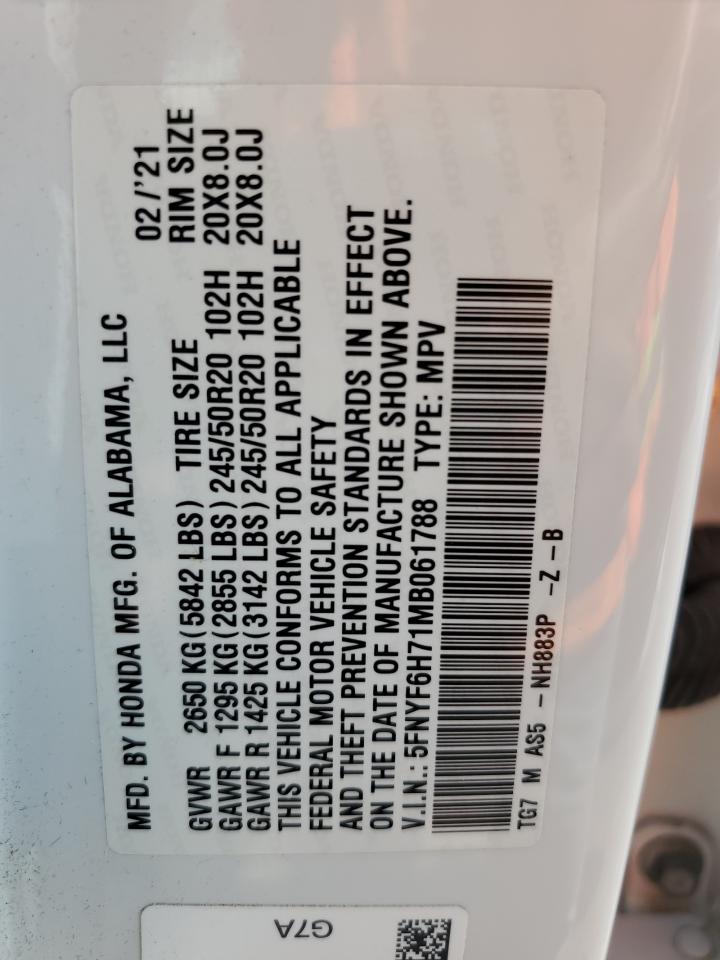 MFD. BY HONDA MFG. OF ALABAMA, LLC 02/'21
GVWR 2650 KG(5842 LBS) TIRE SIZE RIM SIZE
GAWR F 1295 KG(2855 LBS) 245/50R20 102H 20X8.0J
GAWR R 1425 KG(3142 LBS) 245/50R20 102H 20X8.0J
THIS VEHICLE CONFORMS TO ALL APPLICABLE
FEDERAL MOTOR VEHICLE SAFETY
AND THEFT PREVENTION STANDARDS IN EFFECT
ON THE DATE OF MANUFACTURE SHOWN ABOVE.
V.I.N.: 5FNYF6H71MB061788 TYPE: MPV
TG7 M AS5 - NH883P -Z-B
G7A